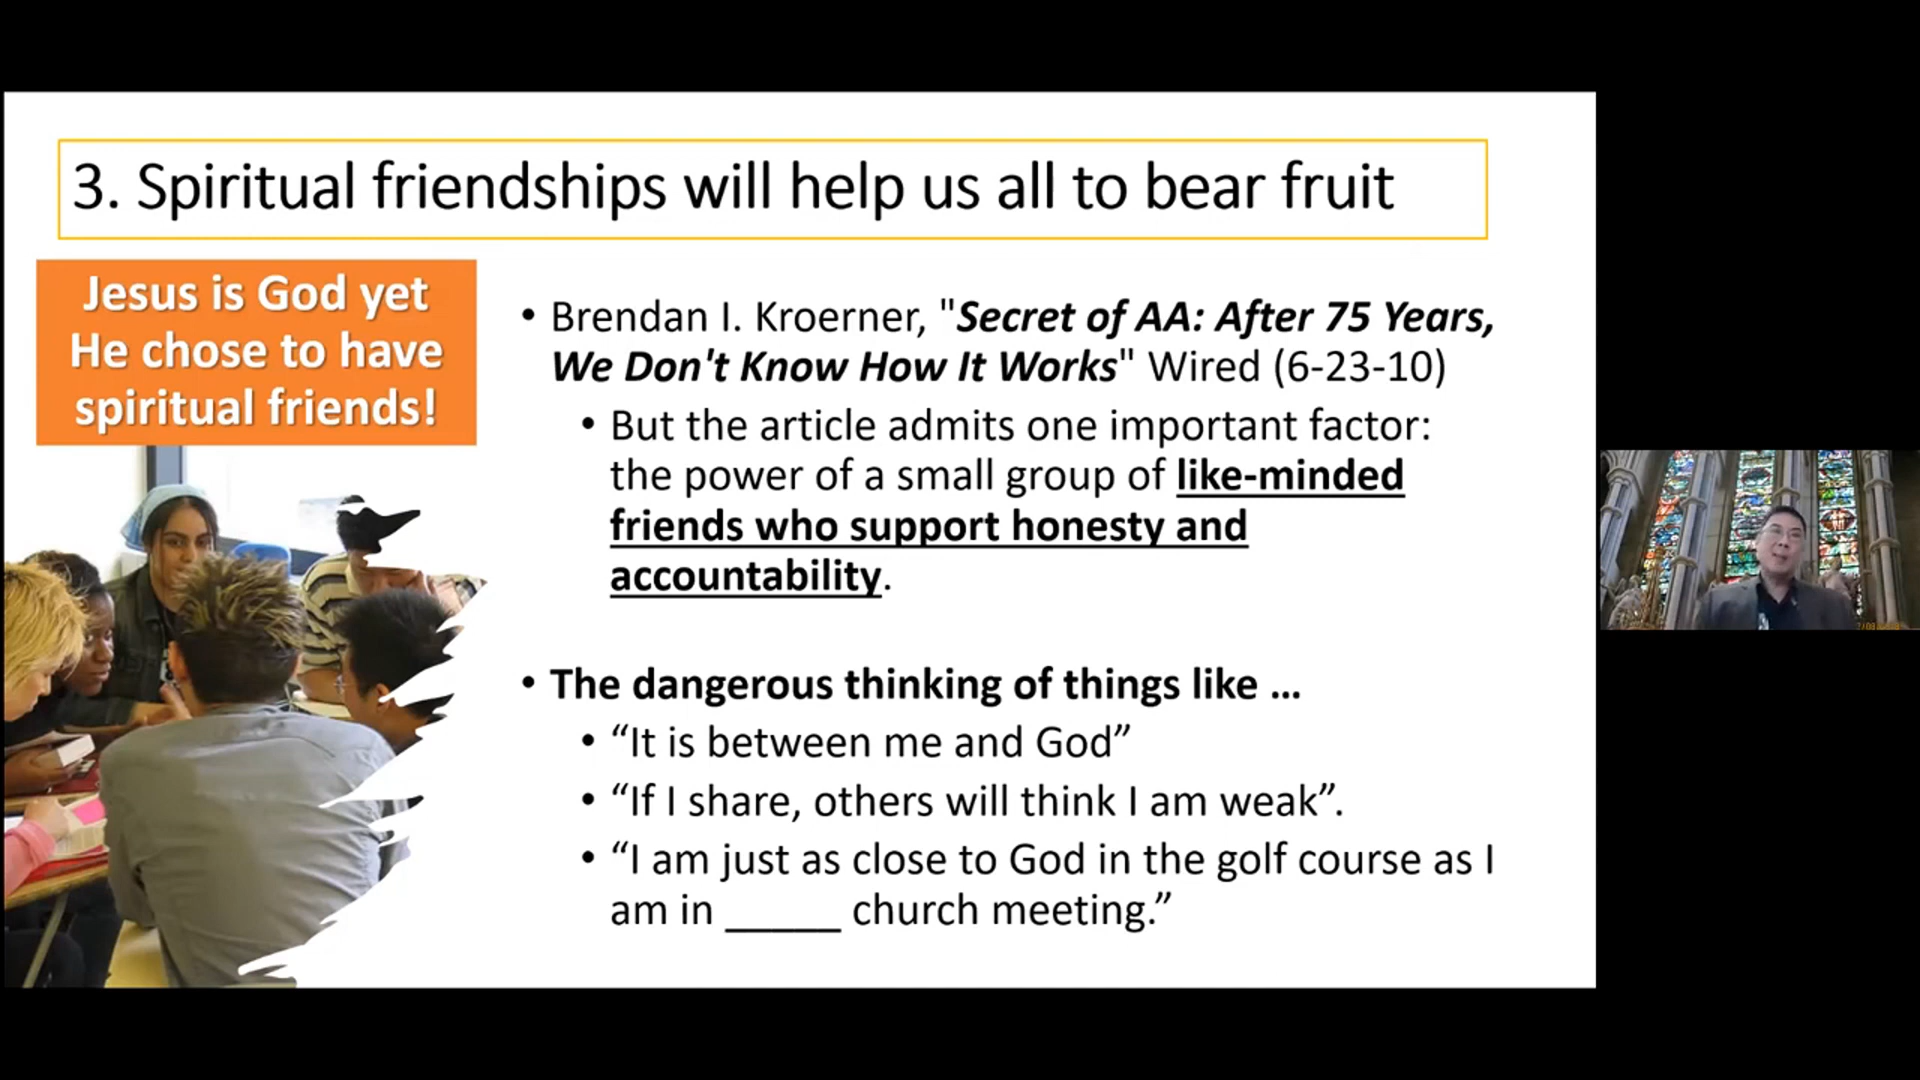 3. Spiritual friendships will help us all to bear fruit
Jesus is God yet
He chose to have
spiritual friends!
• Brendan I. Kroerner, "Secret of AA: After 75 Years,
We Don't Know How It Works" Wired (6-23-10)
• But the article admits one important factor:
the power of a small group of like-minded
friends who support honesty and
accountability.
• The dangerous thinking of things like ...
• “It is between me and God”
• “If I share, others will think I am weak”.
• “I am just as close to God in the golf course as I
am in _____ church meeting.”